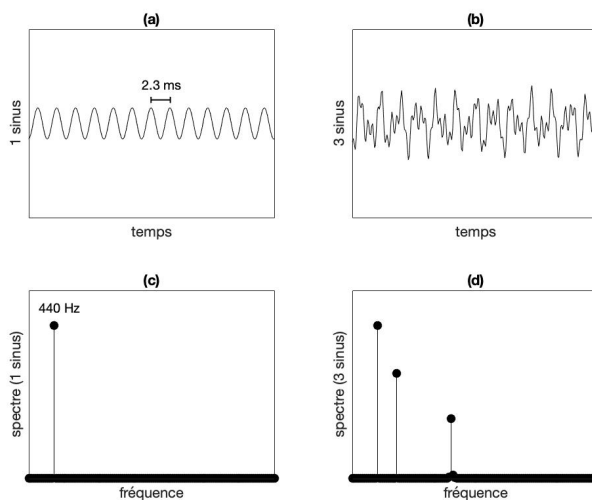 (a)
2.3 ms
1 sinus
temps
(b)
3 sinus
temps
(c)
440 Hz
spectre (1 sinus)
fréquence
(d)
spectre (3 sinus)
fréquence